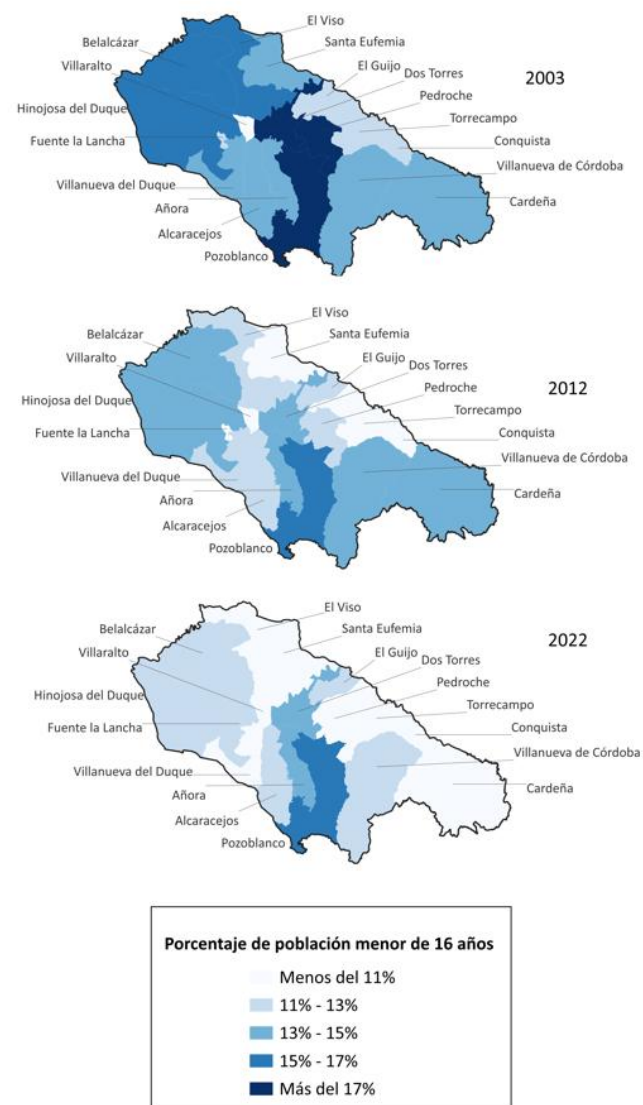 El Viso
Belalcázar
Santa Eufemia
Villaralto
El Guijo
Dos Torres
2003
Pedroche
Hinojosa del Duque
Torrecampo
Fuente la Lancha
Conquista
Villanueva de Córdoba
Villanueva del Duque
Cardeña
Añora
Alcaracejos
Pozoblanco
El Viso
Belalcázar
Santa Eufemia
Villaralto
El Guijo
Dos Torres
2012
Pedroche
Hinojosa del Duque
Torrecampo
Fuente la Lancha
Conquista
Villanueva de Córdoba
Villanueva del Duque
Cardeña
Añora
Alcaracejos
Pozoblanco
El Viso
Belalcázar
Santa Eufemia
2022
Villaralto
El Guijo
Dos Torres
Pedroche
Hinojosa del Duque
Torrecampo
Fuente la Lancha
Conquista
Villanueva de Córdoba
Villanueva del Duque
Cardeña
Añora
Alcaracejos
Pozoblanco
Porcentaje de población menor de 16 años
Menos del 11%
11% - 13%
13% - 15%
15% - 17%
Más del 17%